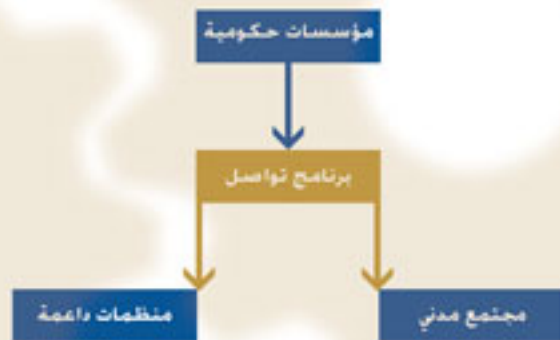 مؤسسات حكومية
برنامج تواصل
مجتمع مدني
منظمات داعمة